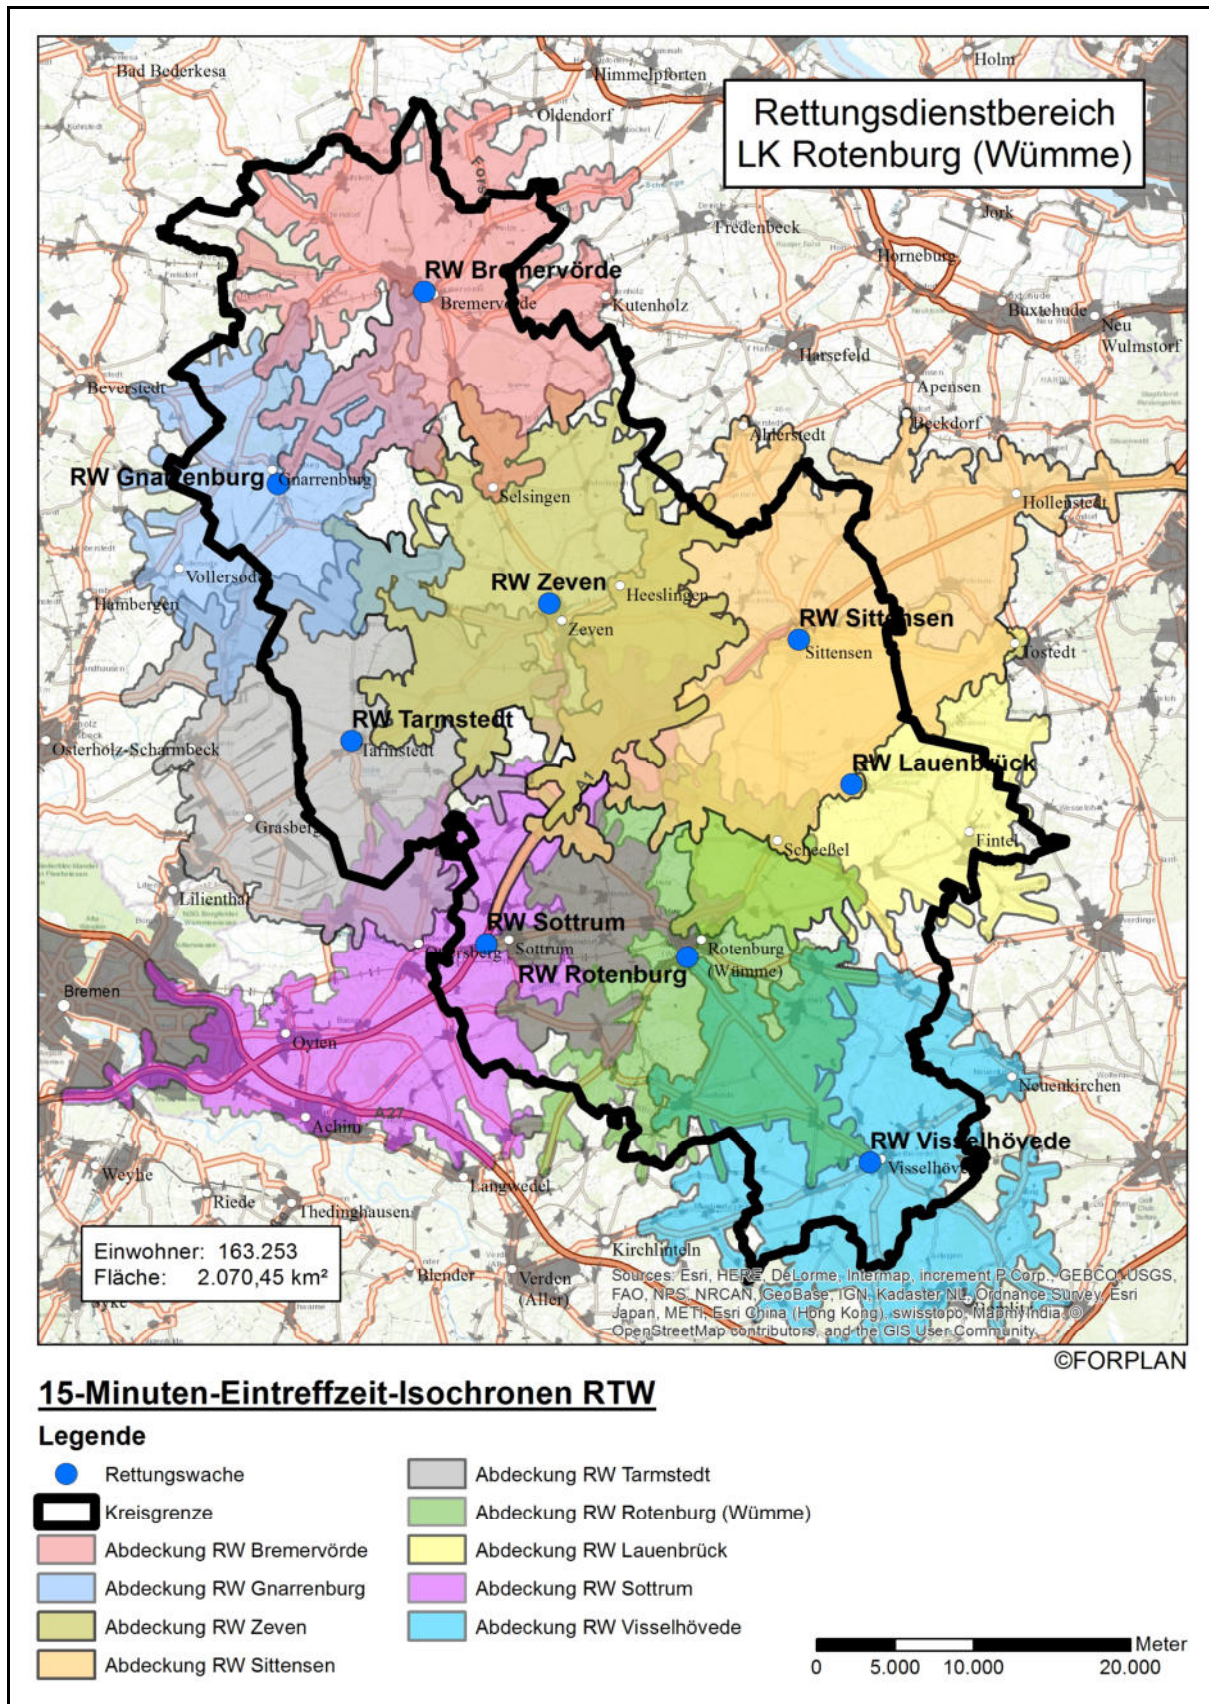 Rettungsdienstbereich
LK Rotenburg (Wümme)
Bad Bederkesa
Himmelpforten
Holm
Oldendorf
Fredenbeck
Jork
Horneburg
RW Bremervörde
Bremervörde
Kutenholz
Buxtehude
Neu
Wulmstorf
Harsefeld
Beverstedt
Apensen
Beckdorf
Ahlerstedt
RW Gnarrenburg
Gnarrenburg
Selsingen
Hollenstedt
Vollersode
Hambergen
RW Zeven
Heeslingen
Zeven
RW Sittensen
Sittensen
Tostedt
RW Tarmstedt
Tarmstedt
Osterholz-Scharmbeck
RW Lauenbrück
A 1
Grasberg
Scheeßel
Fintel
Lilienthal
RW Sottrum
Ottersberg
Sottrum
RW Rotenburg
Rotenburg
(Wümme)
Bremen
Oyten
Neuenkirchen
Achim
A 27
RW Visselhövede
Visselhövede
Weyhe
Riede
Langwedel
Thedinghausen
Kirchlinteln
Blender
Verden
(Aller)
Syke
Einwohner: 163.253
Fläche: 2.070,45 km²
Sources: Esri, HERE, DeLorme, Intermap, increment P Corp., GEBCO, USGS,
FAO, NPS, NRCAN, GeoBase, IGN, Kadaster NL, Ordnance Survey, Esri
Japan, METI, Esri China (Hong Kong), swisstopo, MapmyIndia, ©
OpenStreetMap contributors, and the GIS User Community
©FORPLAN
15-Minuten-Eintreffzeit-Isochronen RTW
Legende
Rettungswache
Kreisgrenze
Abdeckung RW Bremervörde
Abdeckung RW Gnarrenburg
Abdeckung RW Zeven
Abdeckung RW Sittensen
Abdeckung RW Tarmstedt
Abdeckung RW Rotenburg (Wümme)
Abdeckung RW Lauenbrück
Abdeckung RW Sottrum
Abdeckung RW Visselhövede
Meter
0 5.000 10.000 20.000